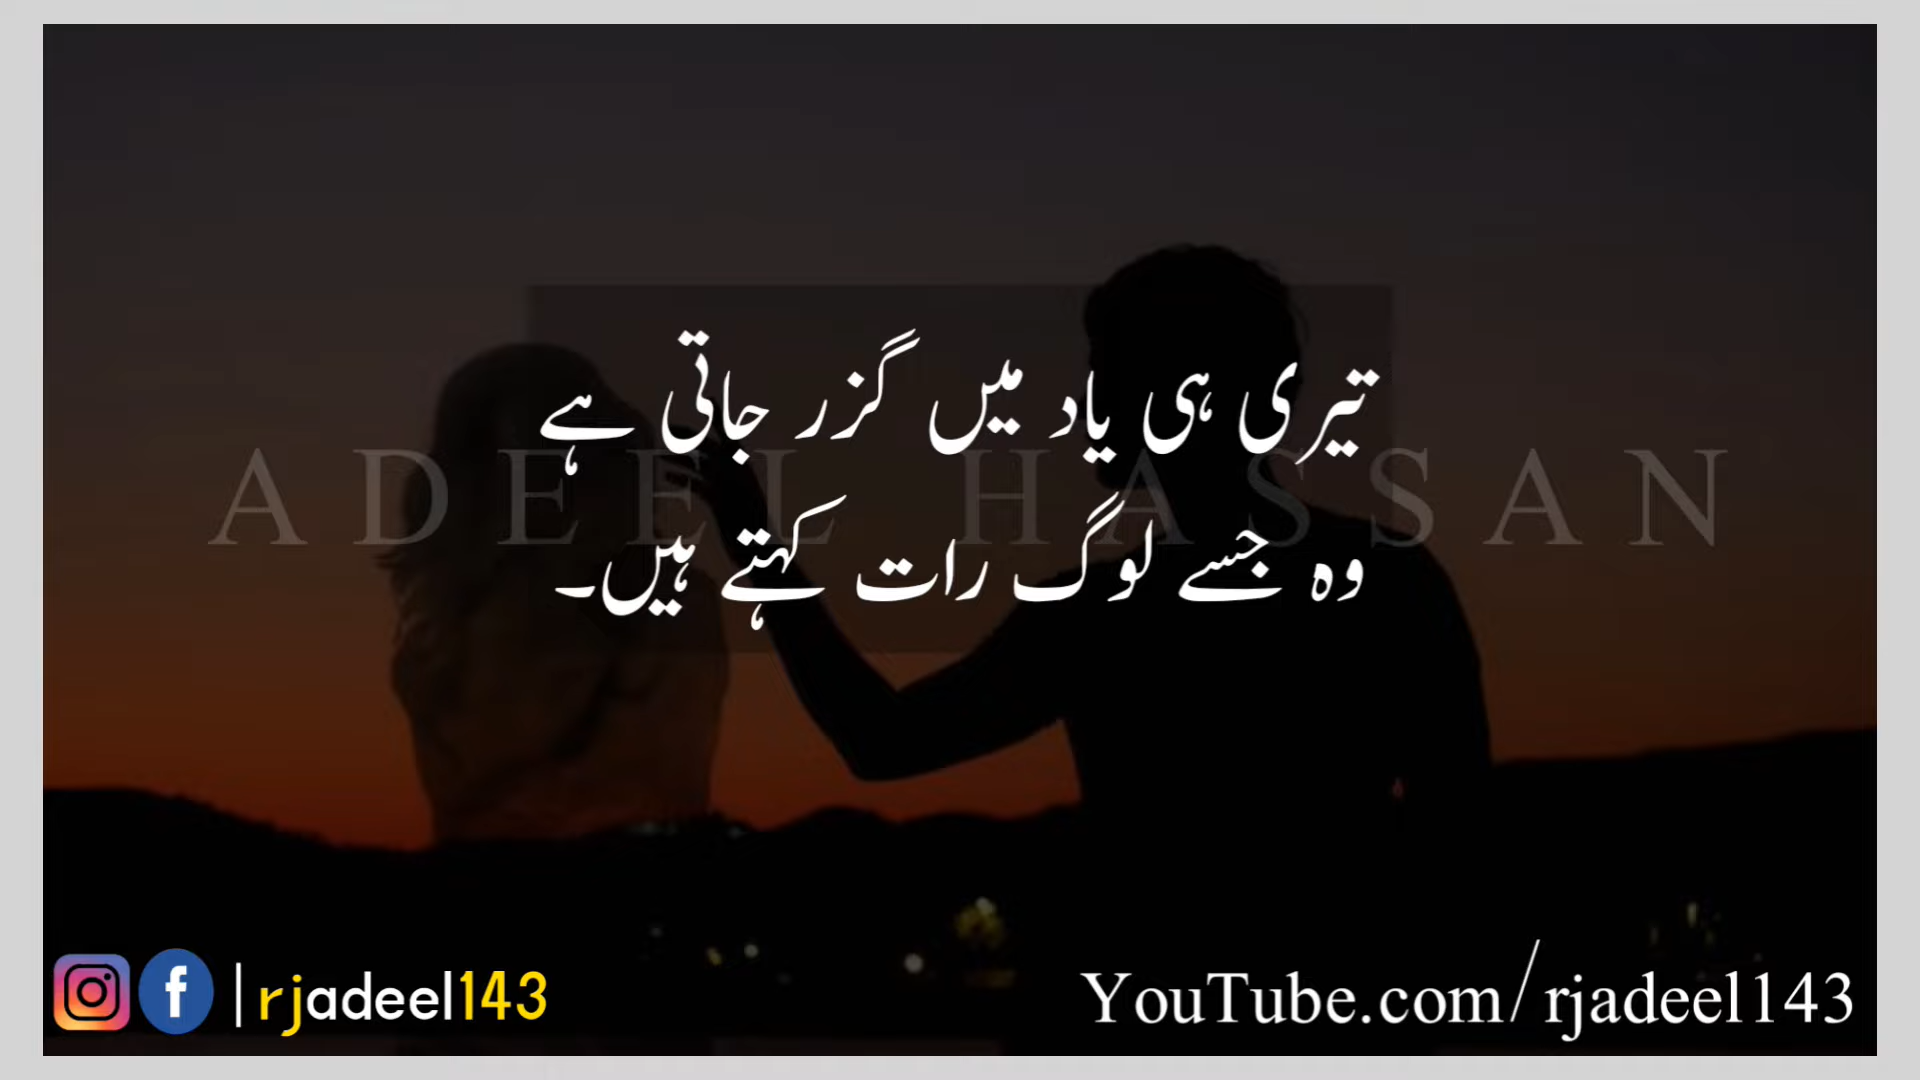 تیری ہی یاد میں گزر جاتی ہے
ADEEL HASSAN
وہ جسے لوگ رات کہتے ہیں۔
|rjadeel143
YouTube.com/rjadeel143